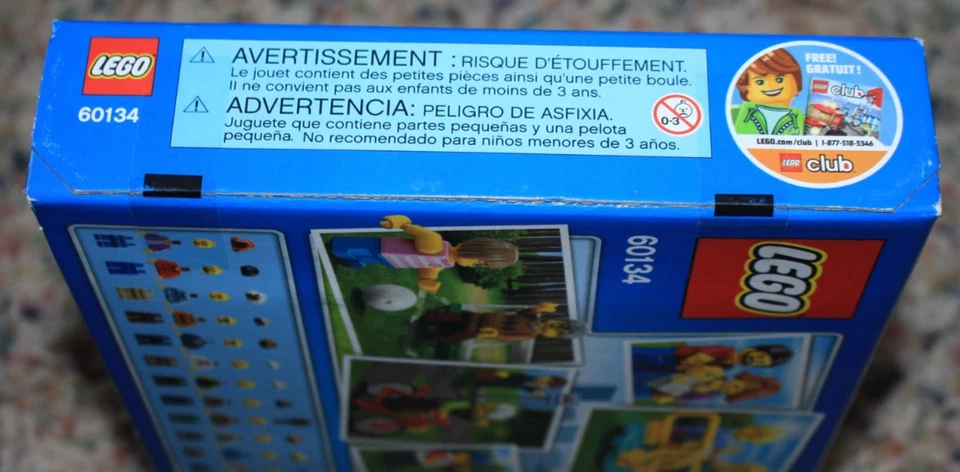 LEGO
60134
AVERTISSEMENT : RISQUE D'ÉTOUFFEMENT.
Le jouet contient des petites pièces ainsi qu'une petite boule.
Il ne convient pas aux enfants de moins de 3 ans.
ADVERTENCIA: PELIGRO DE ASFIXIA.
Juguete que contiene partes pequeñas y una pelota
pequeña. No recomendado para niños menores de 3 años.
0-3
FREE!
GRATUIT!
LEGO club
LEGO.com/club | 1-877-518-5346
LEGO club
60134
LEGO